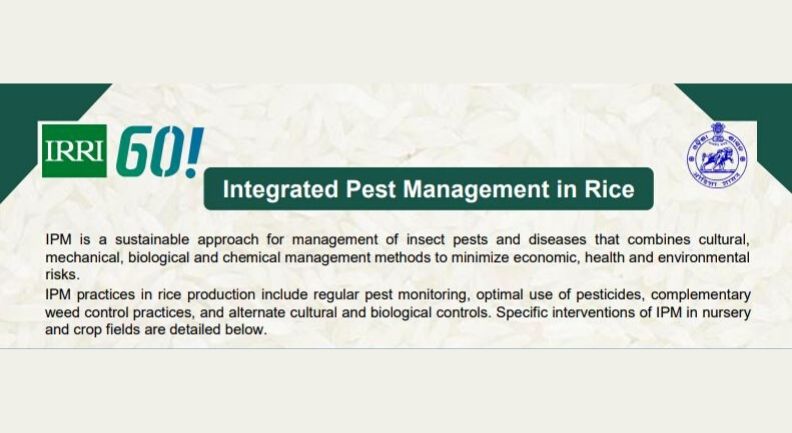 IRRI 60!
Integrated Pest Management in Rice
IPM is a sustainable approach for management of insect pests and diseases that combines cultural,
mechanical, biological and chemical management methods to minimize economic, health and environmental
risks.
IPM practices in rice production include regular pest monitoring, optimal use of pesticides, complementary
weed control practices, and alternate cultural and biological controls. Specific interventions of IPM in nursery
and crop fields are detailed below.